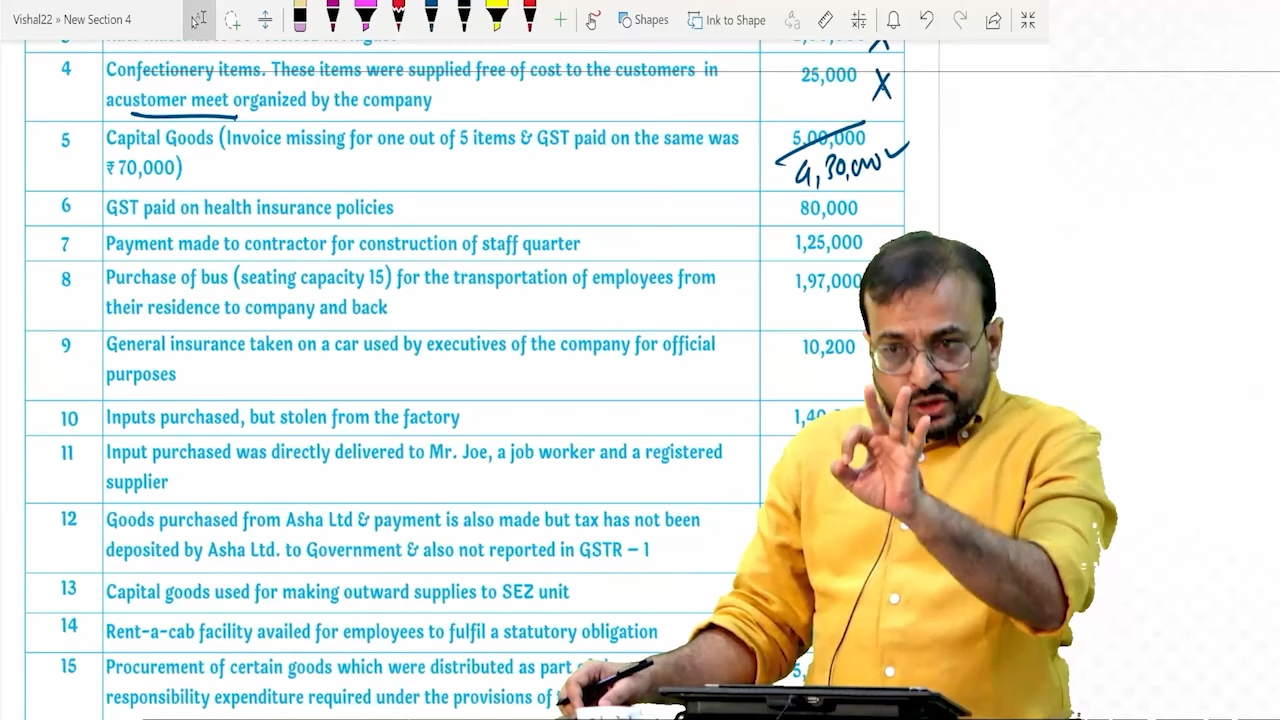 Vishal22 » New Section 4
Shapes
Ink to Shape
4
Confectionery items. These items were supplied free of cost to the customers in
acustomer meet organized by the company
25,000
X
5
Capital Goods (Invoice missing for one out of 5 items & GST paid on the same was
₹70,000)
5,00,000
4,30,000
6
GST paid on health insurance policies
80,000
7
Payment made to contractor for construction of staff quarter
1,25,000
8
Purchase of bus (seating capacity 15) for the transportation of employees from
their residence to company and back
1,97,000
9
General insurance taken on a car used by executives of the company for official
purposes
10,200
10
Inputs purchased, but stolen from the factory
11
Input purchased was directly delivered to Mr. Joe, a job worker and a registered
supplier
12
Goods purchased from Asha Ltd & payment is also made but tax has not been
deposited by Asha Ltd. to Government & also not reported in GSTR – 1
13
Capital goods used for making outward supplies to SEZ unit
14
Rent-a-cab facility availed for employees to fulfil a statutory obligation
15
Procurement of certain goods which were distributed as part
responsibility expenditure required under the provisions of